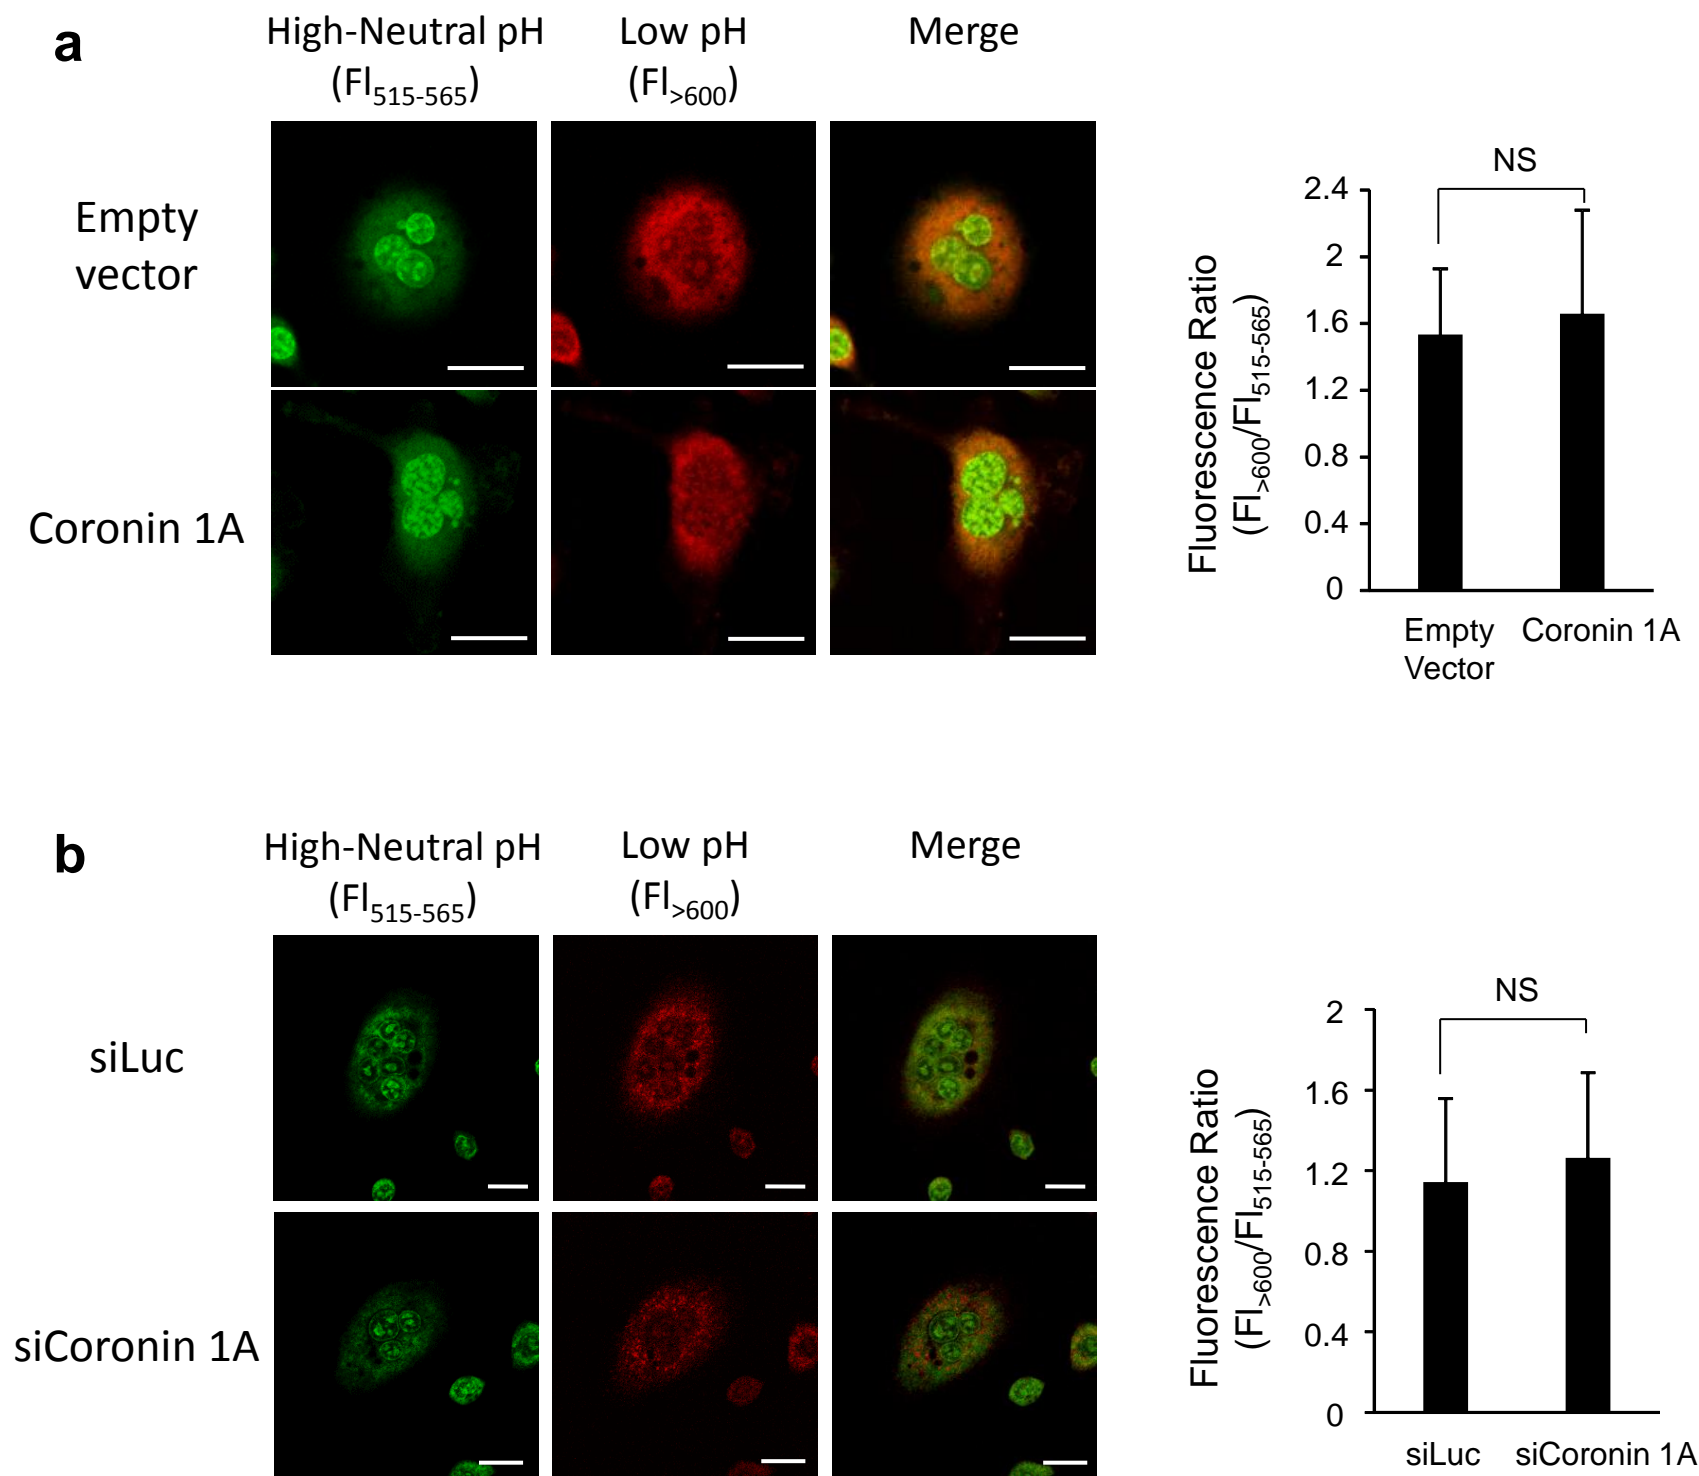 a
High-Neutral pH
(Fl515-565)
Low pH
(Fl>600)
Merge
Empty
vector
Coronin 1A
NS
2.4
2
1.6
1.2
0.8
0.4
0
Fluorescence Ratio
(Fl>600/Fl515-565)
Empty
Vector
Coronin 1A
b
High-Neutral pH
(Fl515-565)
Low pH
(Fl>600)
Merge
siLuc
siCoronin 1A
NS
2
1.6
1.2
0.8
0.4
0
Fluorescence Ratio
(Fl>600/Fl515-565)
siLuc
siCoronin 1A